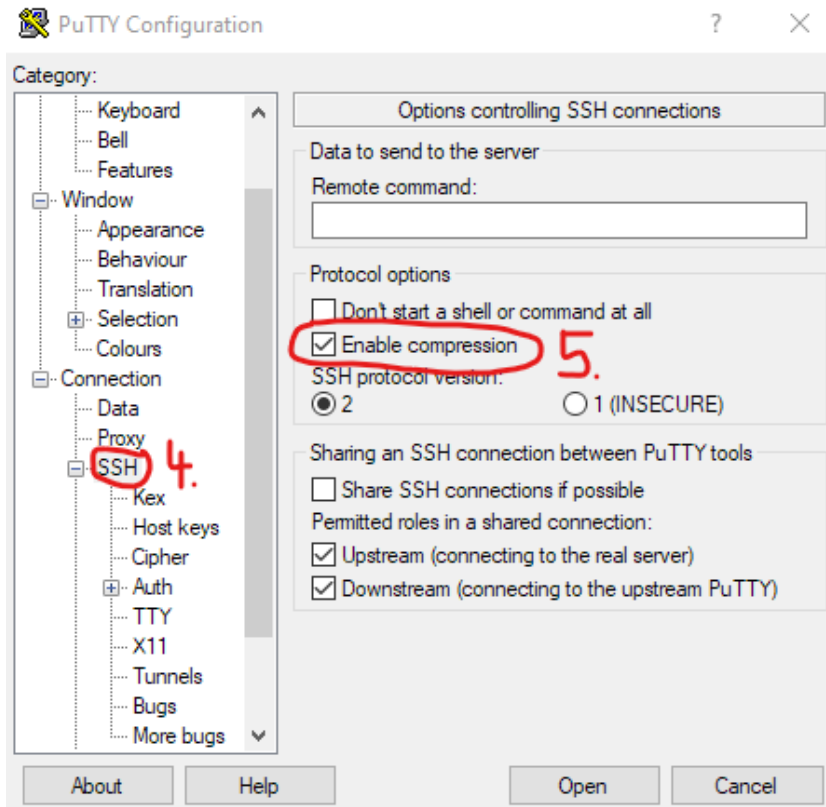 PuTTY Configuration
?
Category:
Keyboard
Bell
Features
Window
Appearance
Behaviour
Translation
Selection
Colours
Connection
Data
Proxy
SSH 4.
Kex
Host keys
Cipher
Auth
TTY
X11
Tunnels
Bugs
More bugs
Options controlling SSH connections
Data to send to the server
Remote command:
Protocol options
Don't start a shell or command at all
Enable compression 5.
SSH protocol version:
2 1 (INSECURE)
Sharing an SSH connection between PuTTY tools
Share SSH connections if possible
Permitted roles in a shared connection:
Upstream (connecting to the real server)
Downstream (connecting to the upstream PuTTY)
About Help Open Cancel